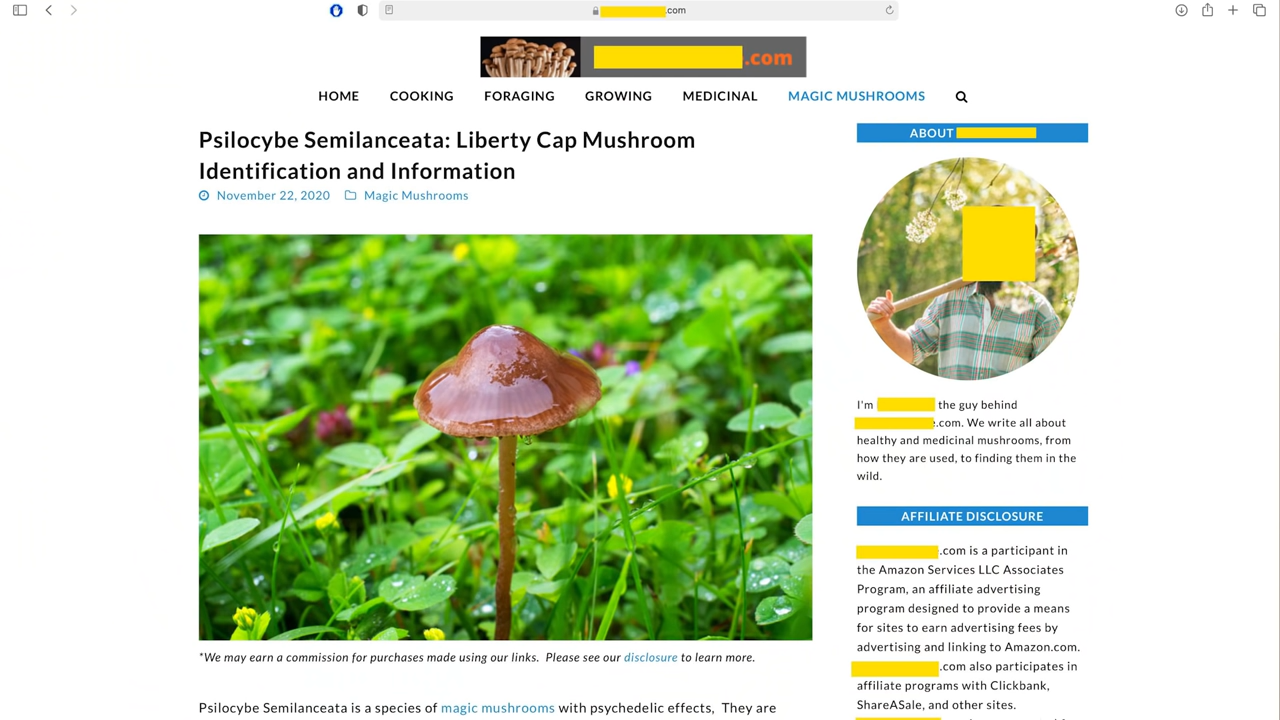 .com
.com
HOME COOKING FORAGING GROWING MEDICINAL MAGIC MUSHROOMS
Psilocybe Semilanceata: Liberty Cap Mushroom
Identification and Information
November 22, 2020 Magic Mushrooms
*We may earn a commission for purchases made using our links. Please see our disclosure to learn more.
Psilocybe Semilanceata is a species of magic mushrooms with psychedelic effects, They are
ABOUT
I'm the guy behind
.com. We write all about
healthy and medicinal mushrooms, from
how they are used, to finding them in the
wild.
AFFILIATE DISCLOSURE
.com is a participant in
the Amazon Services LLC Associates
Program, an affiliate advertising
program designed to provide a means
for sites to earn advertising fees by
advertising and linking to Amazon.com.
.com also participates in
affiliate programs with Clickbank,
ShareASale, and other sites.